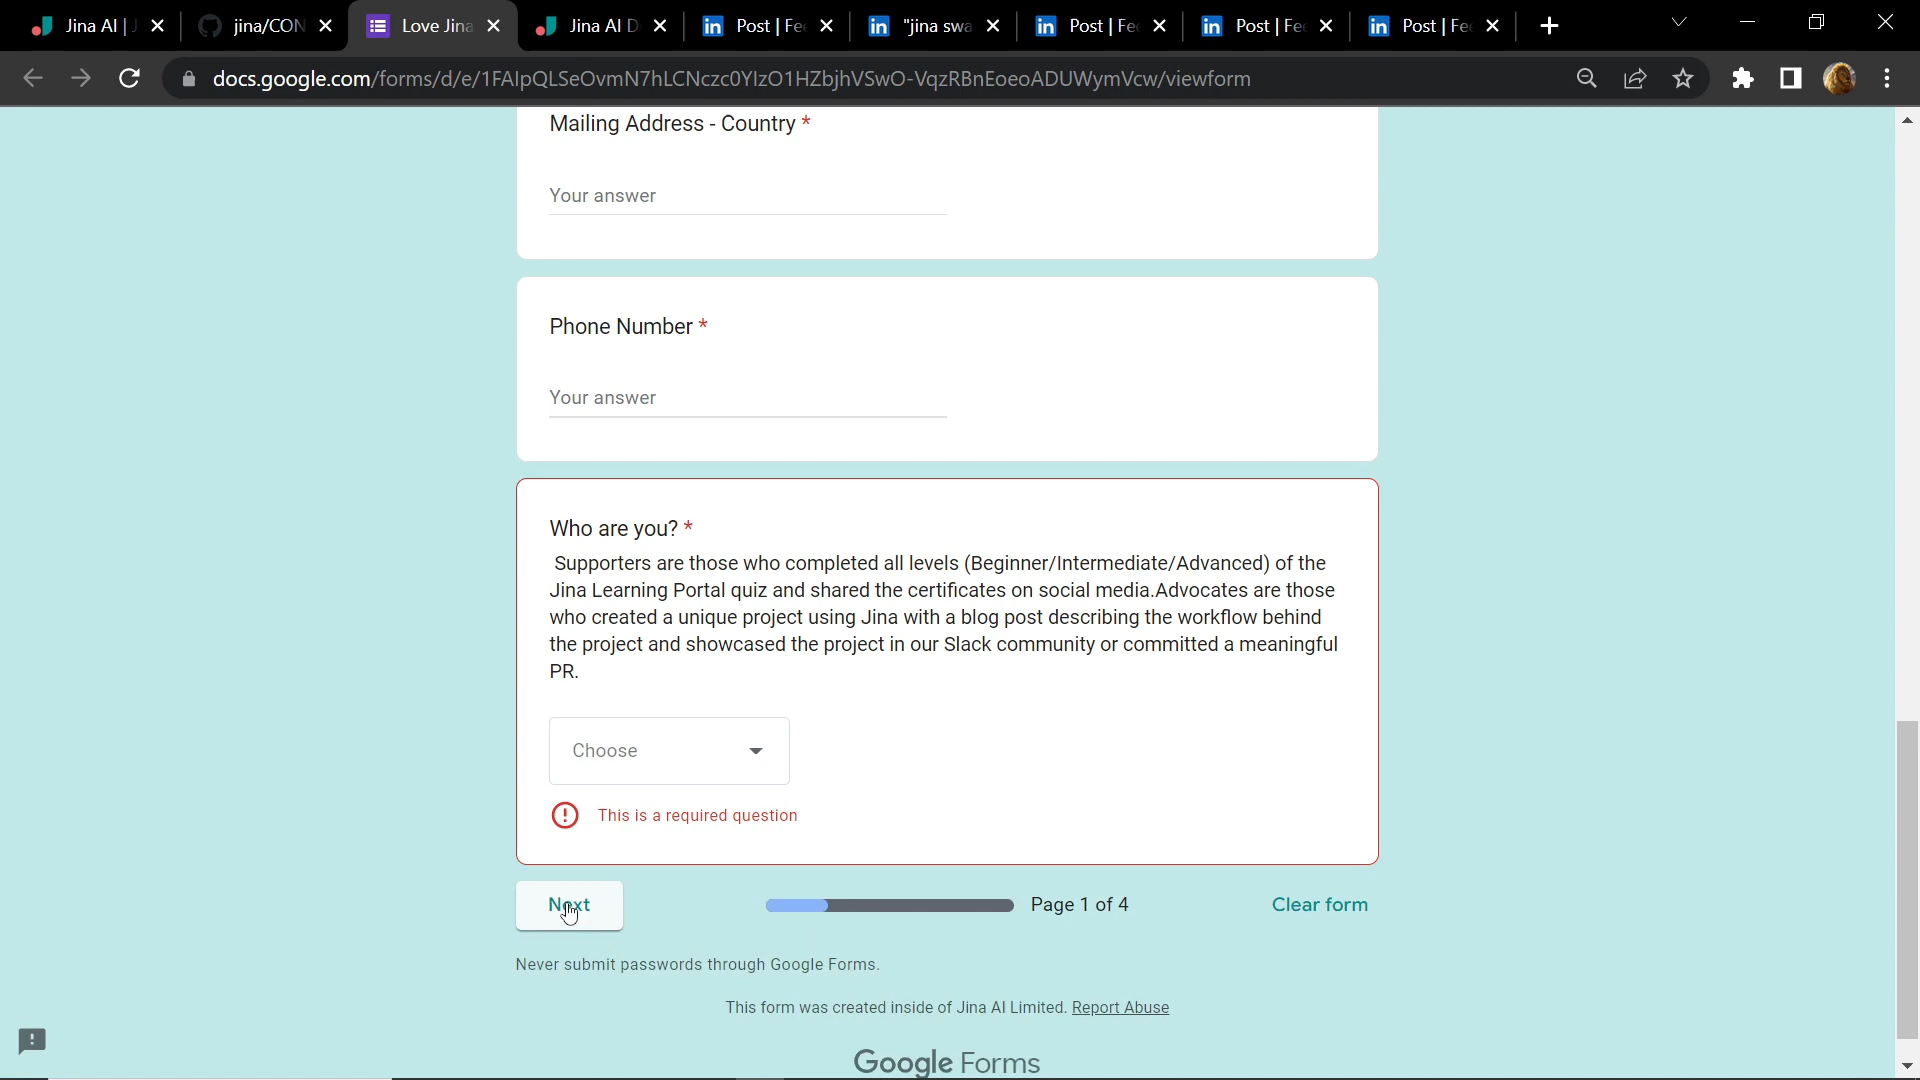 Jina AI | J
jina/CON
Love Jina
Jina AI D
Post | Fee
"jina swa
Post | Fee
Post | Fee
Post | Fee
docs.google.com/forms/d/e/1FAIpQLSeOvmN7hLCNczc0YIzO1HZbjhVSwO-VqzRBnEoeoADUWymVcw/viewform
Mailing Address - Country *
Your answer
Phone Number *
Your answer
Who are you? *
Supporters are those who completed all levels (Beginner/Intermediate/Advanced) of the
Jina Learning Portal quiz and shared the certificates on social media.Advocates are those
who created a unique project using Jina with a blog post describing the workflow behind
the project and showcased the project in our Slack community or committed a meaningful
PR.
Choose
This is a required question
Next
Page 1 of 4
Clear form
Never submit passwords through Google Forms.
This form was created inside of Jina AI Limited. Report Abuse
Google Forms